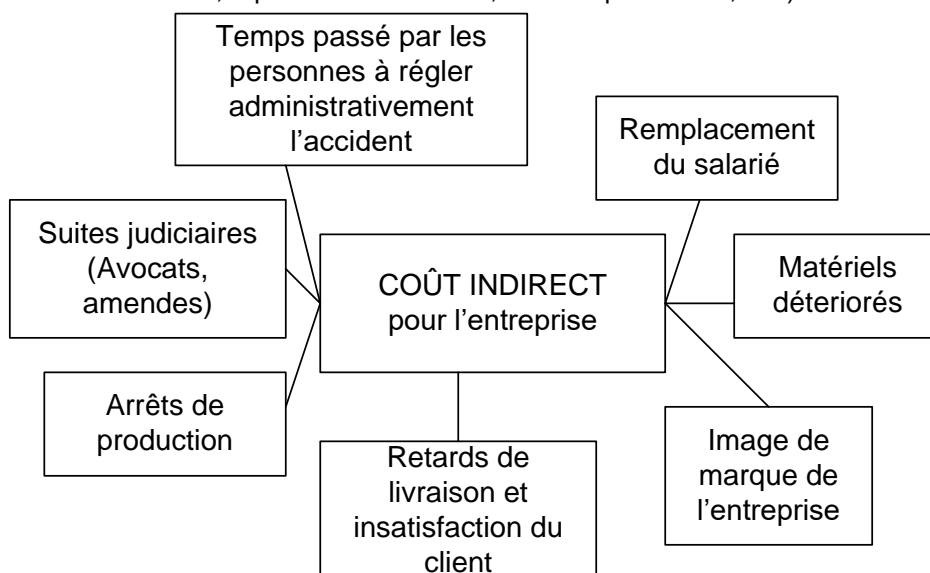 Temps passé par les
personnes à régler
administrativement
l’accident
Remplacement
du salarié
Suites judiciaires
(Avocats,
amendes)
COÛT INDIRECT
pour l’entreprise
Matériels
déteriorés
Arrêts de
production
Retards de
livraison et
insatisfaction du
client
Image de
marque de
l’entreprise